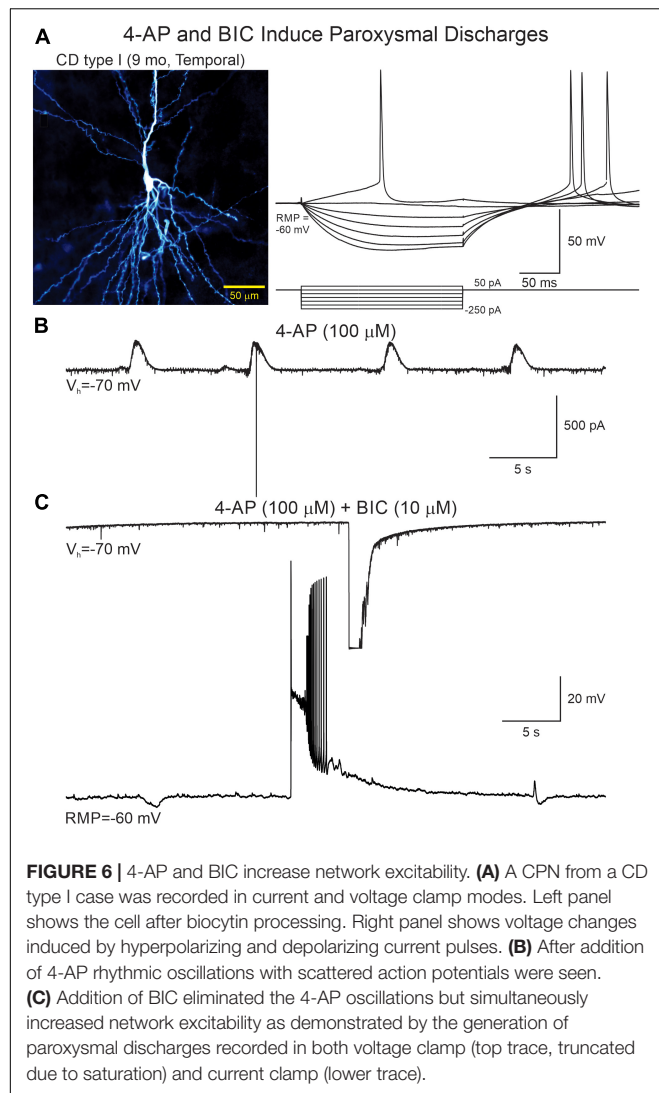 4-AP and BIC Induce Paroxysmal Discharges
A
CD type I (9 mo, Temporal)
50 μm
RMP =
-60 mV
50 mV
50 ms
50 pA
-250 pA
B
4-AP (100 μM)
Vₕ=-70 mV
500 pA
5 s
C
4-AP (100 μM) + BIC (10 μM)
Vₕ=-70 mV
20 mV
5 s
RMP=-60 mV
FIGURE 6 | 4-AP and BIC increase network excitability. (A) A CPN from a CD
type I case was recorded in current and voltage clamp modes. Left panel
shows the cell after biocytin processing. Right panel shows voltage changes
induced by hyperpolarizing and depolarizing current pulses. (B) After addition
of 4-AP rhythmic oscillations with scattered action potentials were seen.
(C) Addition of BIC eliminated the 4-AP oscillations but simultaneously
increased network excitability as demonstrated by the generation of
paroxysmal discharges recorded in both voltage clamp (top trace, truncated
due to saturation) and current clamp (lower trace).